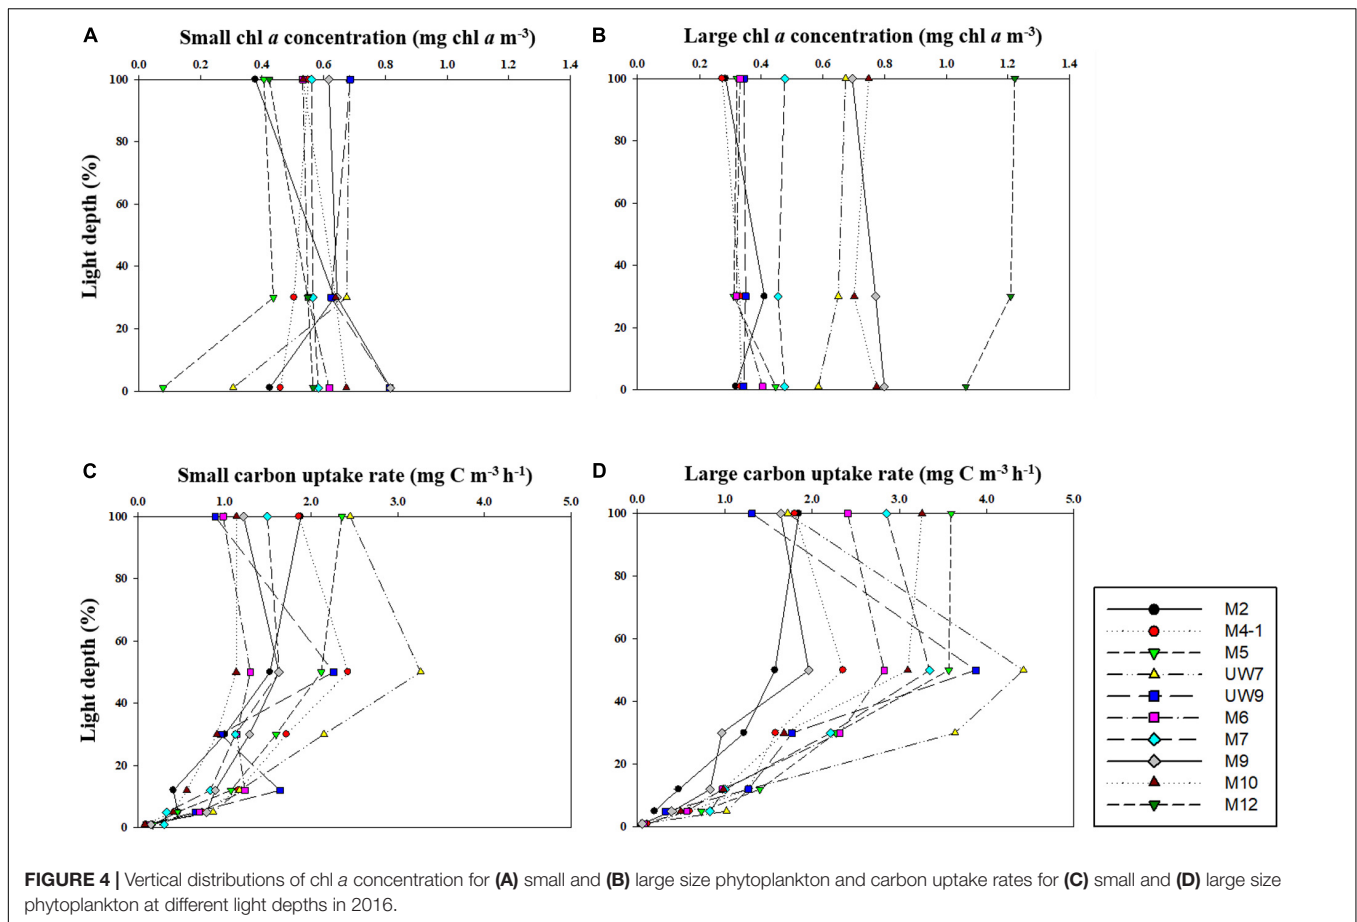 A Small chl a concentration (mg chl a m-3)
0.0 0.2 0.4 0.6 0.8 1.0 1.2 1.4
100
80
60
40
20
0
Light depth (%)
B Large chl a concentration (mg chl a m-3)
0.0 0.2 0.4 0.6 0.8 1.0 1.2 1.4
100
80
60
40
20
0
C Small carbon uptake rate (mg C m-3 h-1)
0.0 1.0 2.0 3.0 4.0 5.0
100
80
60
40
20
0
Light depth (%)
D Large carbon uptake rate (mg C m-3 h-1)
0.0 1.0 2.0 3.0 4.0 5.0
100
80
60
40
20
0
M2
M4-1
M5
UW7
UW9
M6
M7
M9
M10
M12
FIGURE 4 | Vertical distributions of chl a concentration for (A) small and (B) large size phytoplankton and carbon uptake rates for (C) small and (D) large size
phytoplankton at different light depths in 2016.